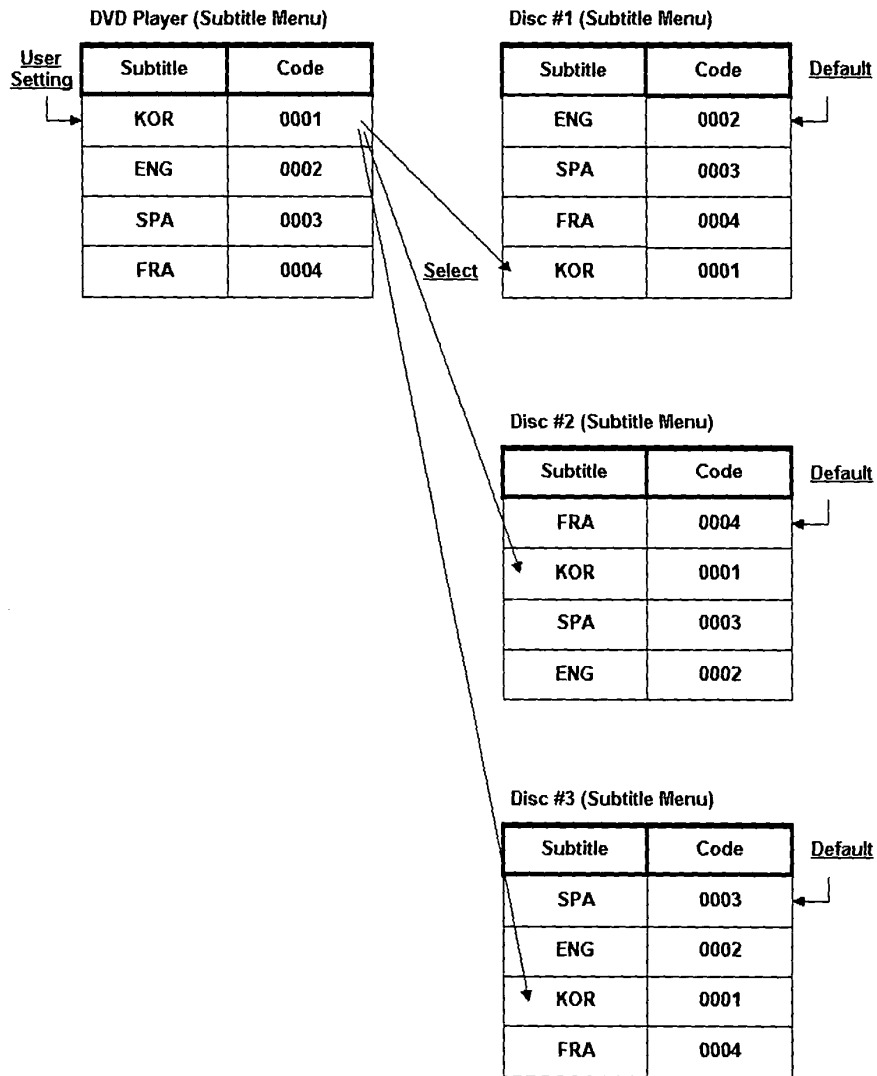 DVD Player (Subtitle Menu)
User
Setting
Subtitle Code
KOR 0001
ENG 0002
SPA 0003
FRA 0004
Select
Disc #1 (Subtitle Menu)
Subtitle Code
Default
ENG 0002
SPA 0003
FRA 0004
KOR 0001
Disc #2 (Subtitle Menu)
Subtitle Code
Default
FRA 0004
KOR 0001
SPA 0003
ENG 0002
Disc #3 (Subtitle Menu)
Subtitle Code
Default
SPA 0003
ENG 0002
KOR 0001
FRA 0004